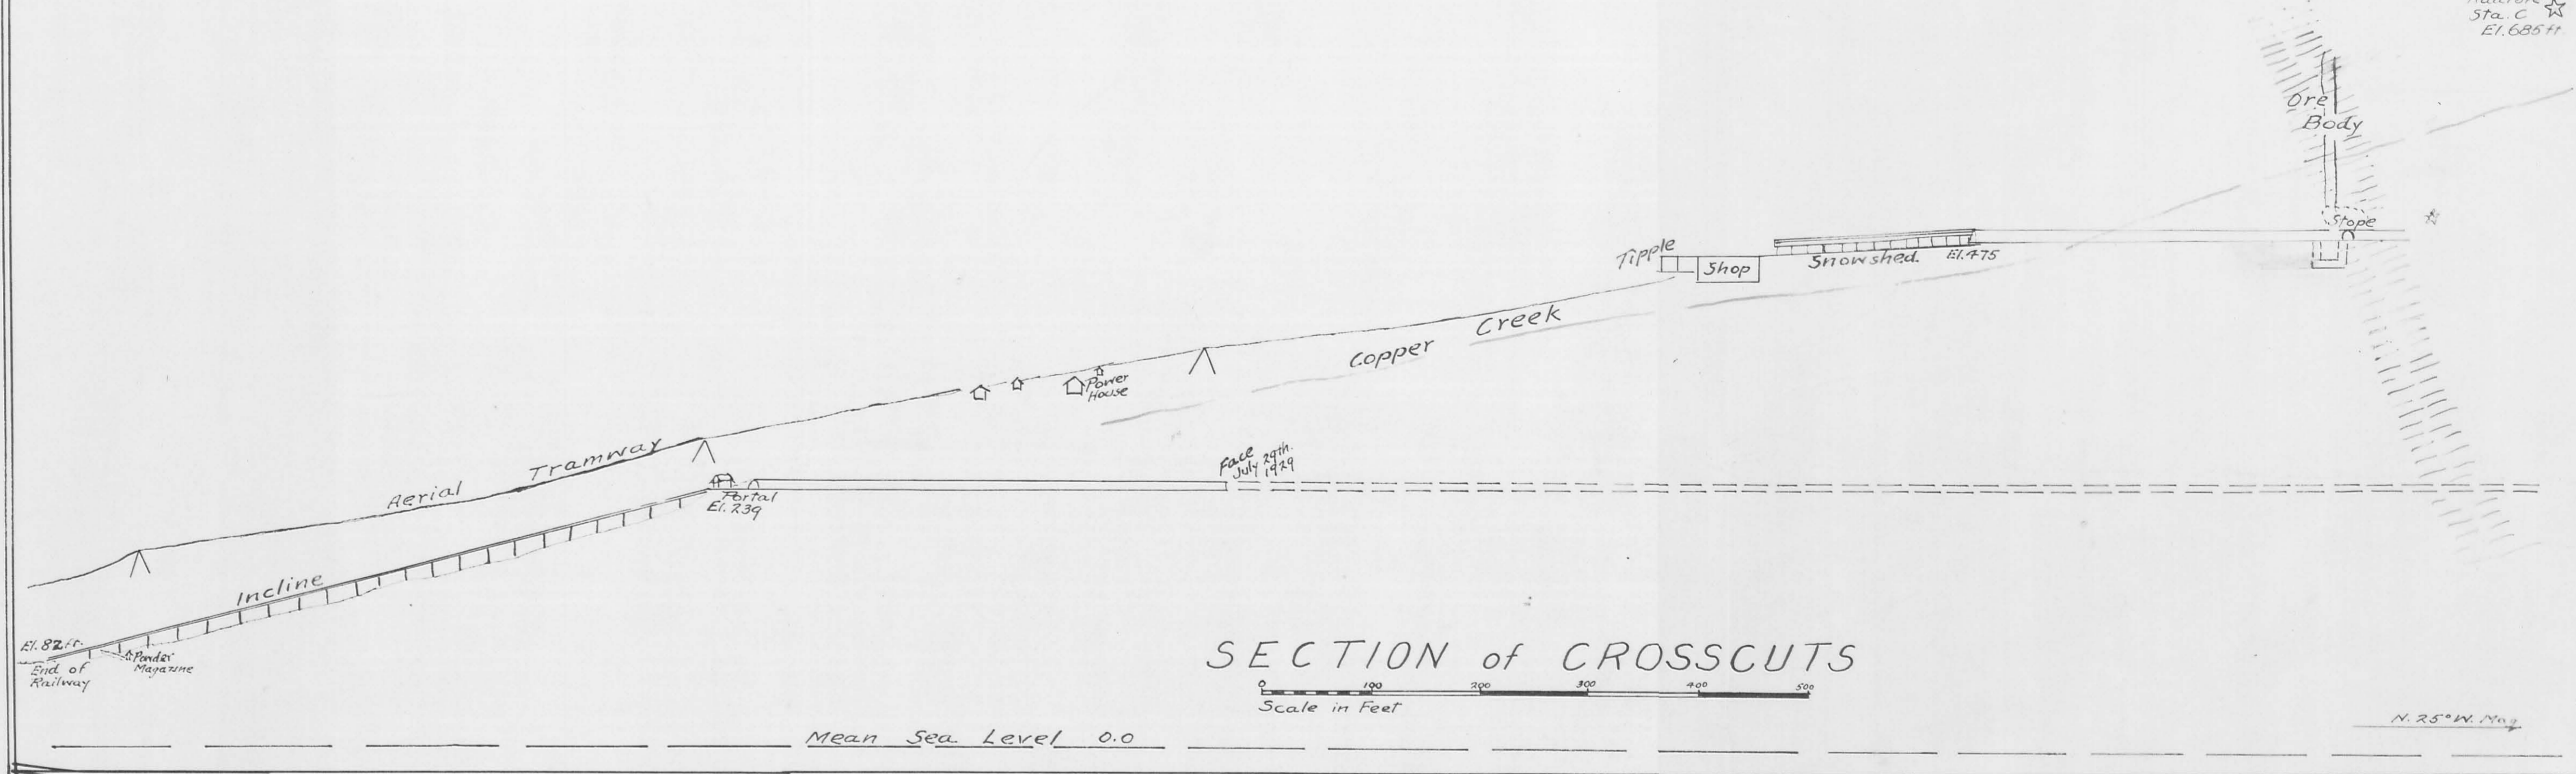 Sta. C
El. 685 ft
Ore
Body
Stope
Tipple
Shop
Snowshed.
El. 475
Creek
Copper
Power
House
Face
July 29th.
1929
Tramway
Aerial
Portal
El. 239
Incline
El. 82 ft.
End of
Railway
Powder
Magazine
SECTION of CROSSCUTS
0 100 200 300 400 500
Scale in Feet
N. 25° W. Mag
Mean Sea Level 0.0